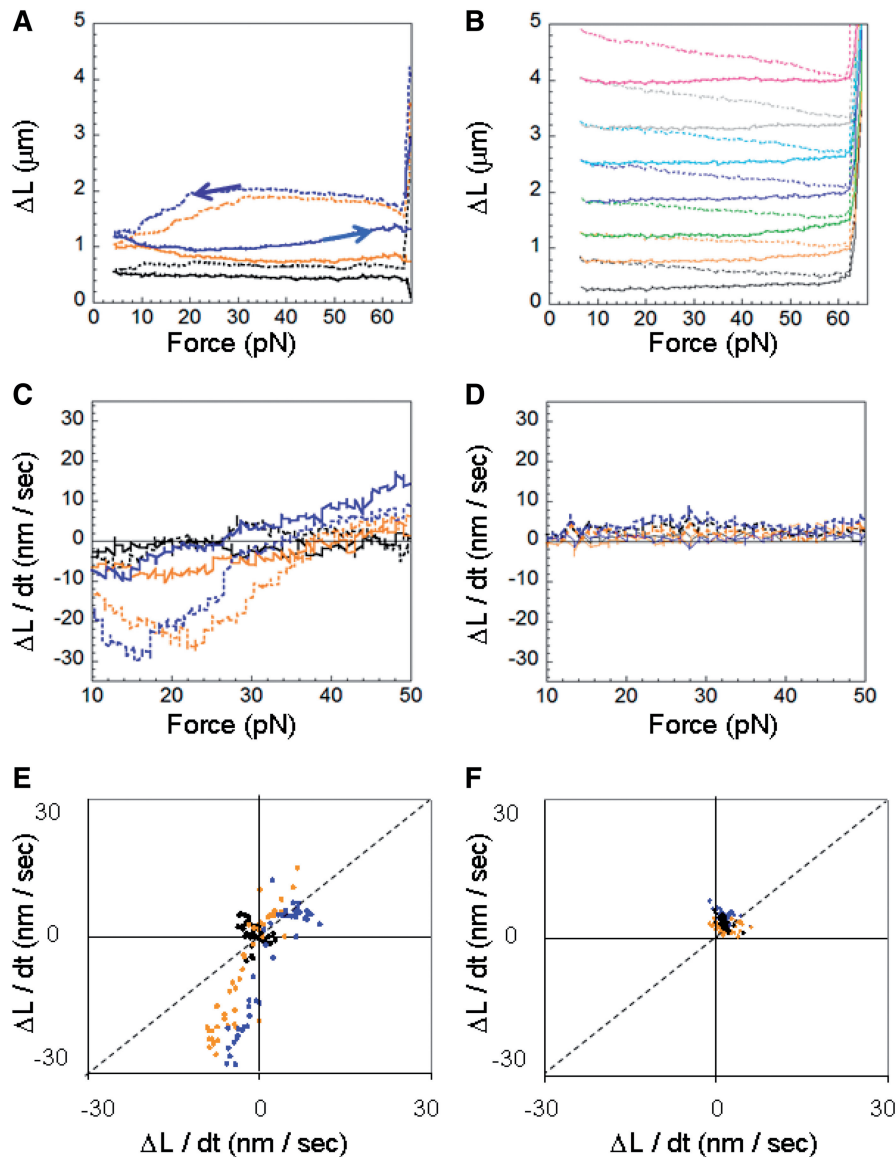 A
5
4
3
2
1
0
ΔL (μm)
0 10 20 30 40 50 60
Force (pN)
B
5
4
3
2
1
0
ΔL (μm)
0 10 20 30 40 50 60
Force (pN)
C
30
20
10
0
-10
-20
-30
ΔL / dt (nm / sec)
10 20 30 40 50
Force (pN)
D
30
20
10
0
-10
-20
-30
ΔL / dt (nm / sec)
10 20 30 40 50
Force (pN)
E
30
0
-30
ΔL / dt (nm / sec)
-30 0 30
ΔL / dt (nm / sec)
F
30
0
-30
ΔL / dt (nm / sec)
-30 0 30
ΔL / dt (nm / sec)